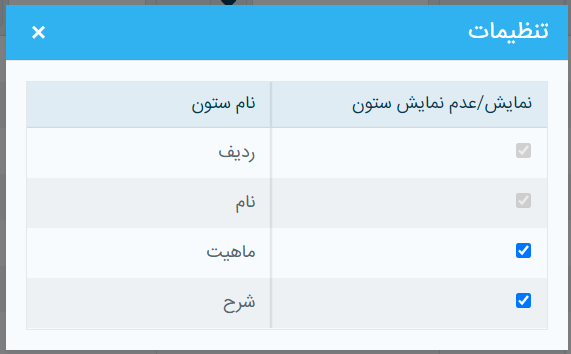 تنظیمات
نمایش/عدم نمایش ستون نام ستون
ردیف
نام
ماهیت
شرح